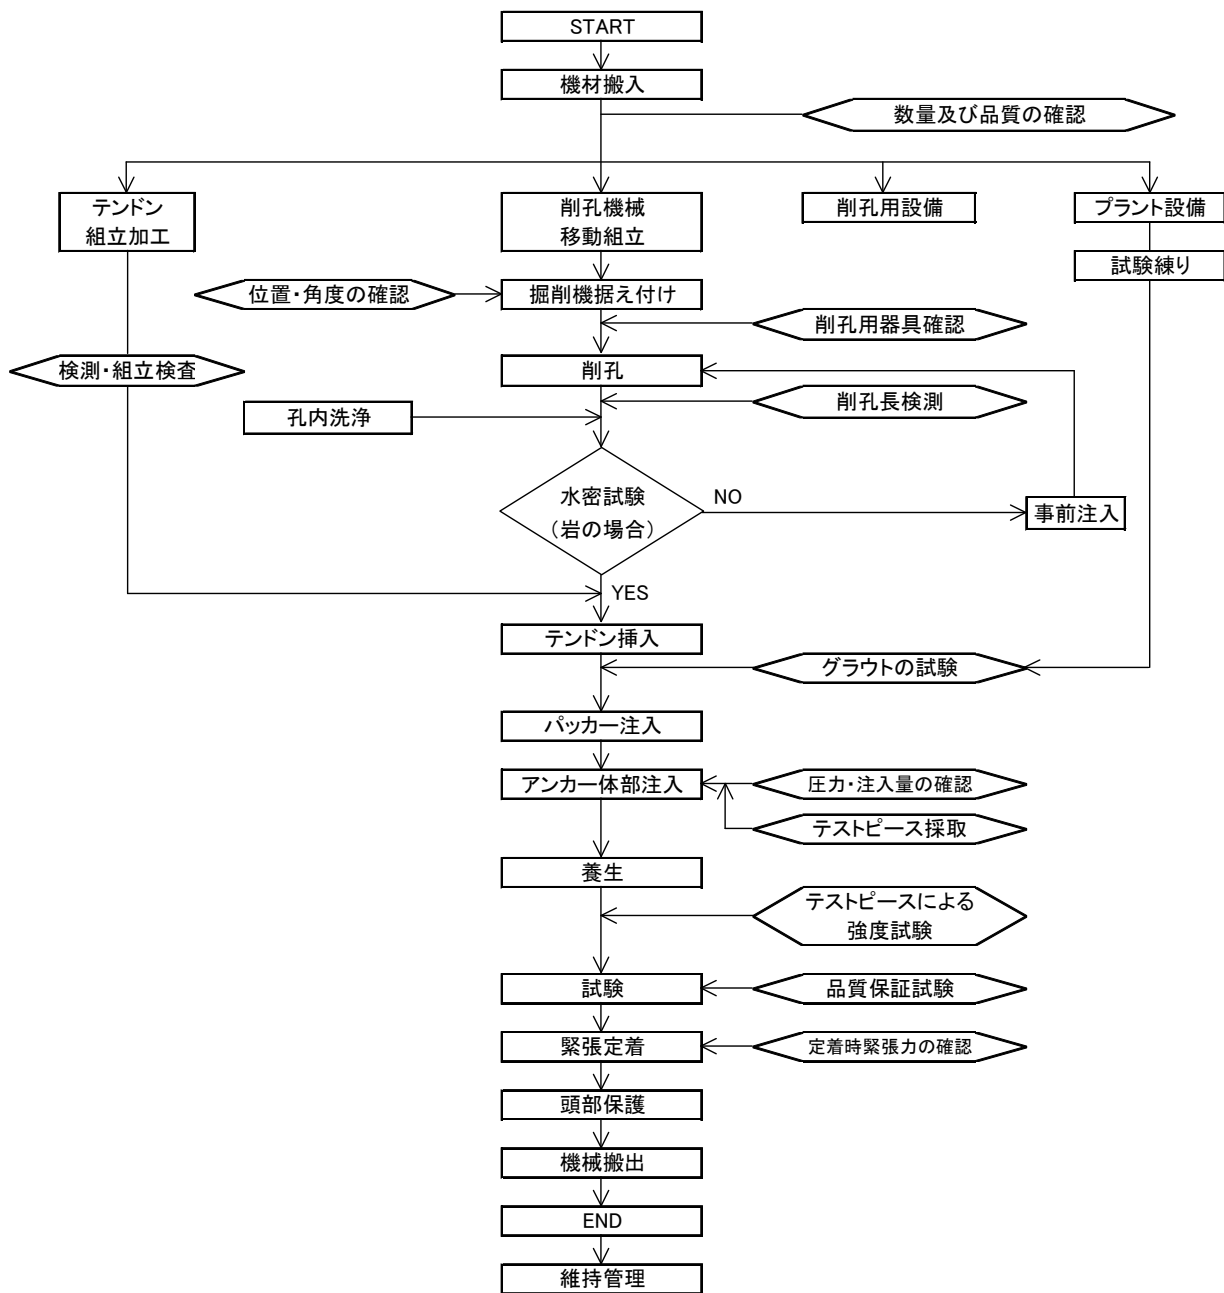 START
機材搬入
数量及び品質の確認
テンドン
組立加工
削孔機械
移動組立
削孔用設備
プラント設備
試験練り
位置・角度の確認
掘削機据え付け
削孔用器具確認
検測・組立検査
削孔
削孔長検測
孔内洗浄
水密試験
（岩の場合）
NO
事前注入
YES
テンドン挿入
グラウトの試験
パッカー注入
アンカー体部注入
圧力・注入量の確認
テストピース採取
養生
テストピースによる
強度試験
試験
品質保証試験
緊張定着
定着時緊張力の確認
頭部保護
機械搬出
END
維持管理